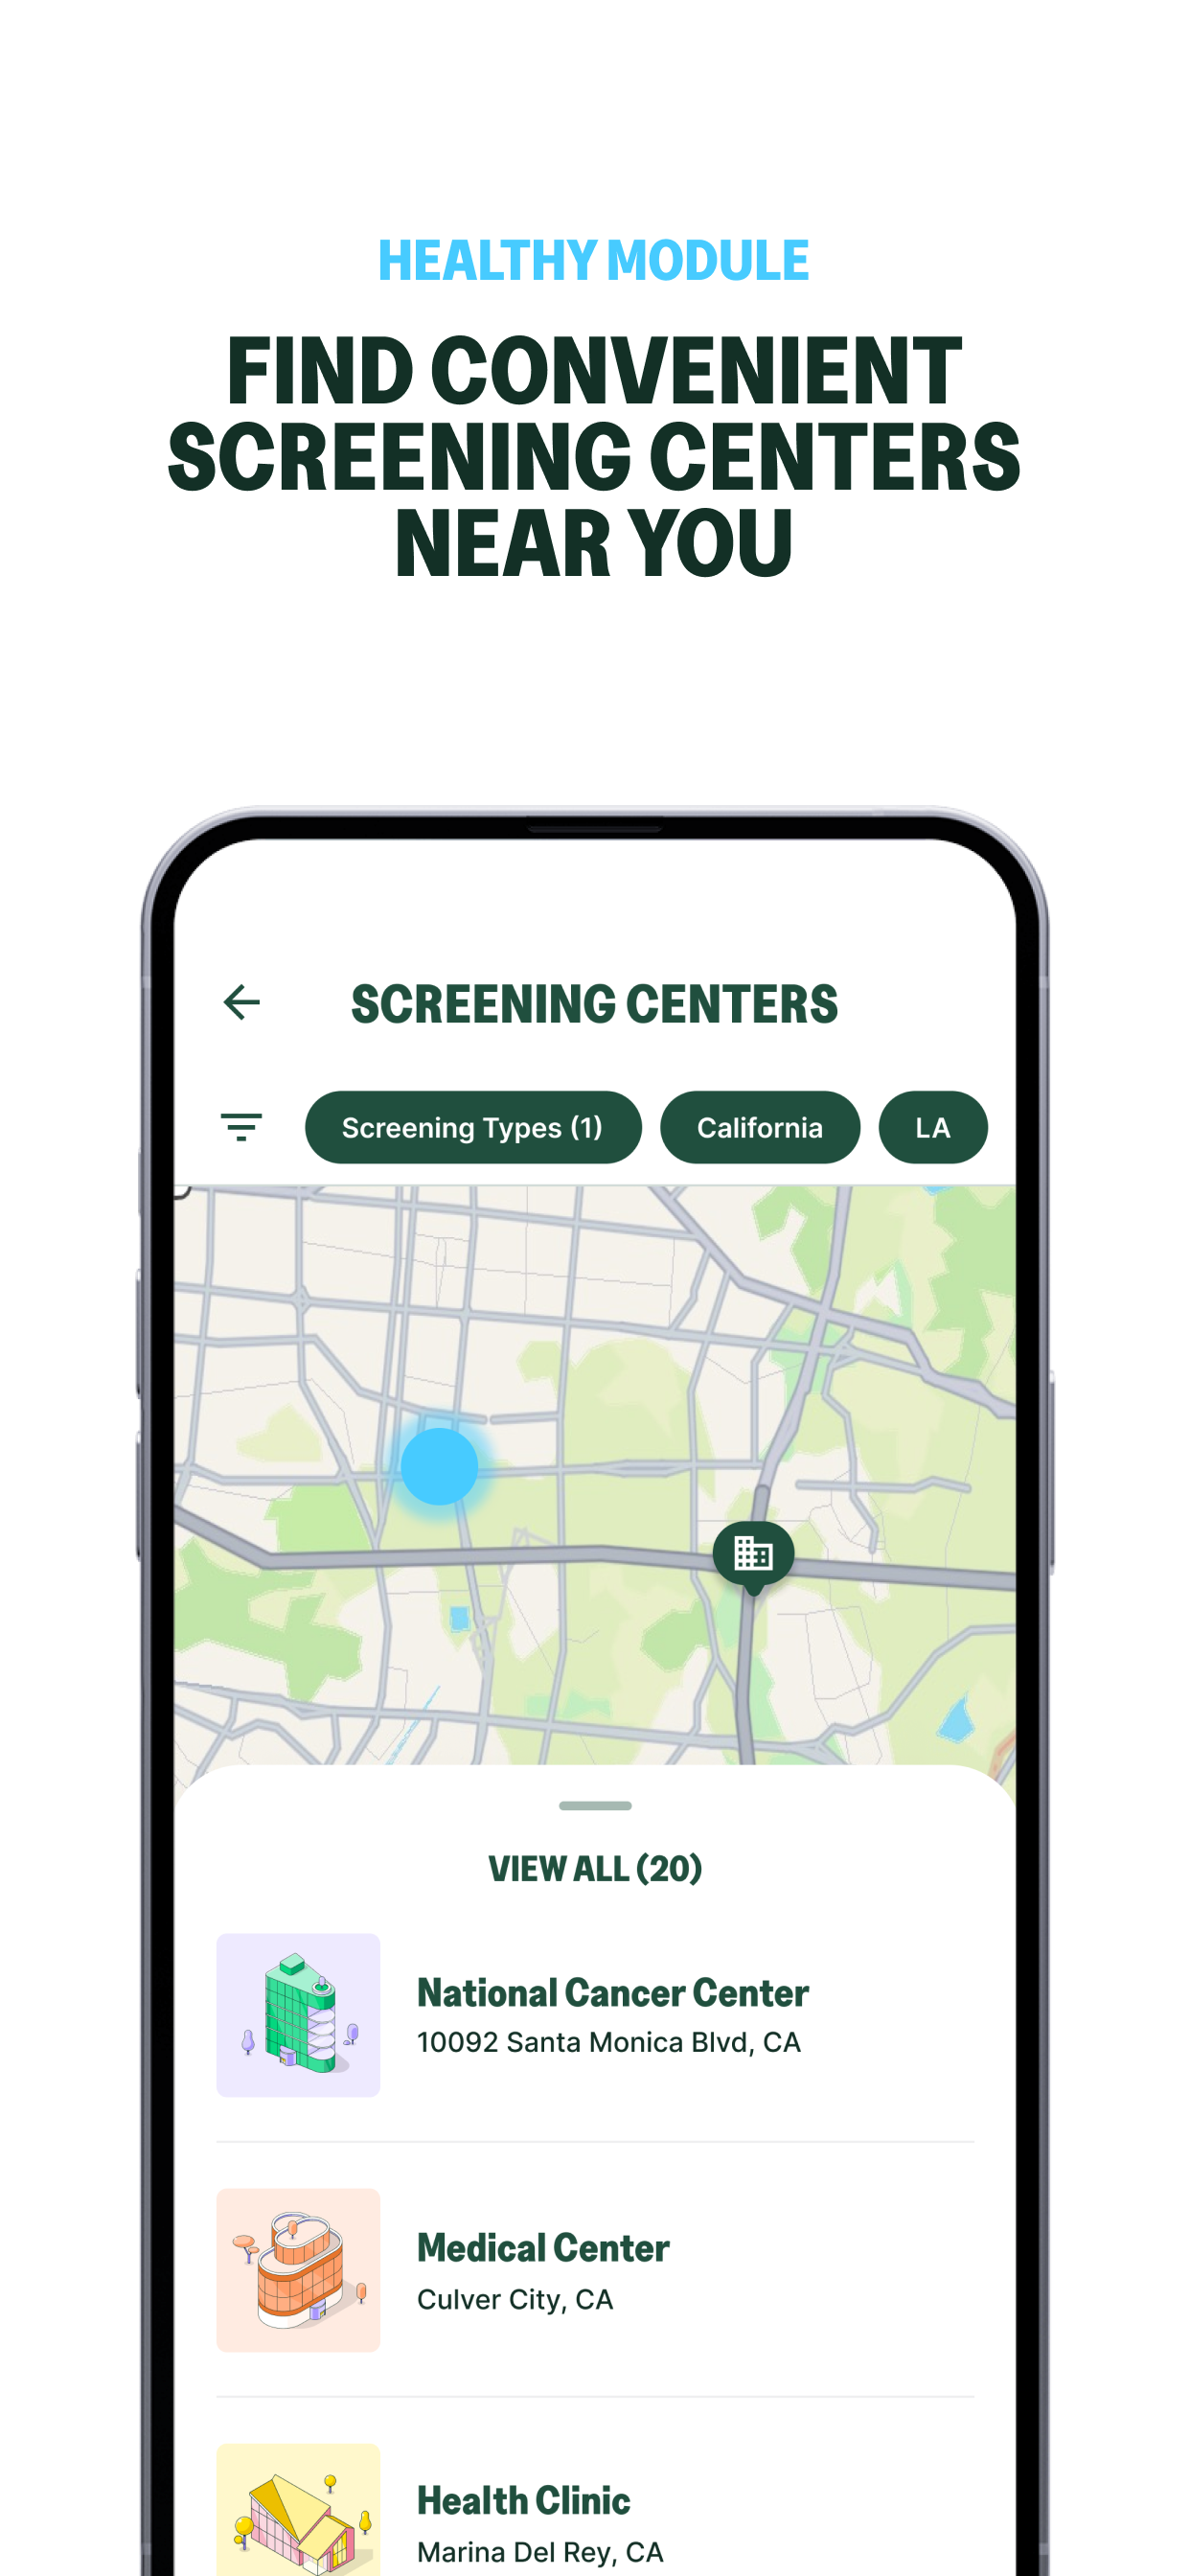 HEALTHY MODULE
FIND CONVENIENT
SCREENING CENTERS
NEAR YOU
SCREENING CENTERS
Screening Types (1)
California
LA
VIEW ALL (20)
National Cancer Center
10092 Santa Monica Blvd, CA
Medical Center
Culver City, CA
Health Clinic
Marina Del Rey, CA